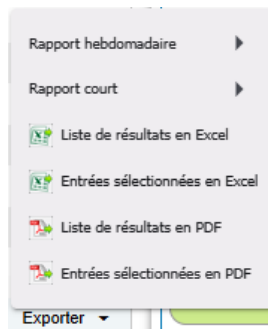 Rapport hebdomadaire
Rapport court
Liste de résultats en Excel
Entrées sélectionnées en Excel
Liste de résultats en PDF
Entrées sélectionnées en PDF
Exporter